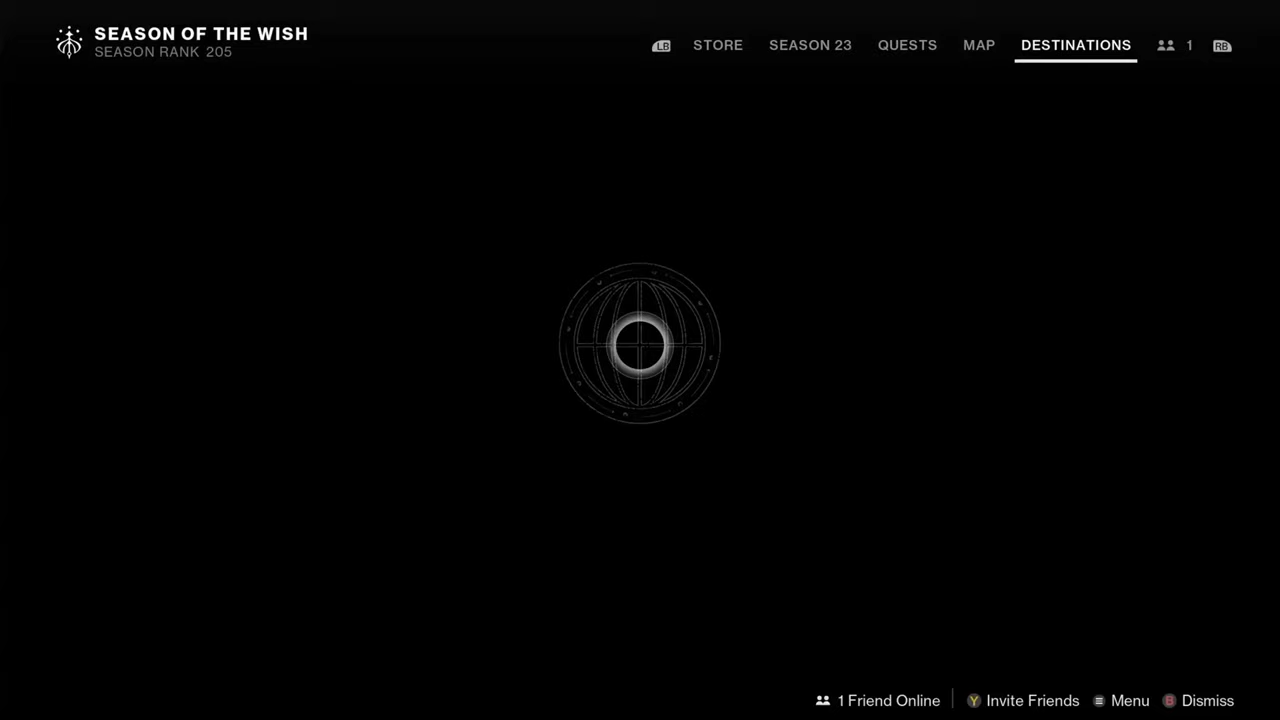 SEASON OF THE WISH
SEASON RANK 205
LB STORE SEASON 23 QUESTS MAP DESTINATIONS 1 RB
1 Friend Online Y Invite Friends Menu B Dismiss